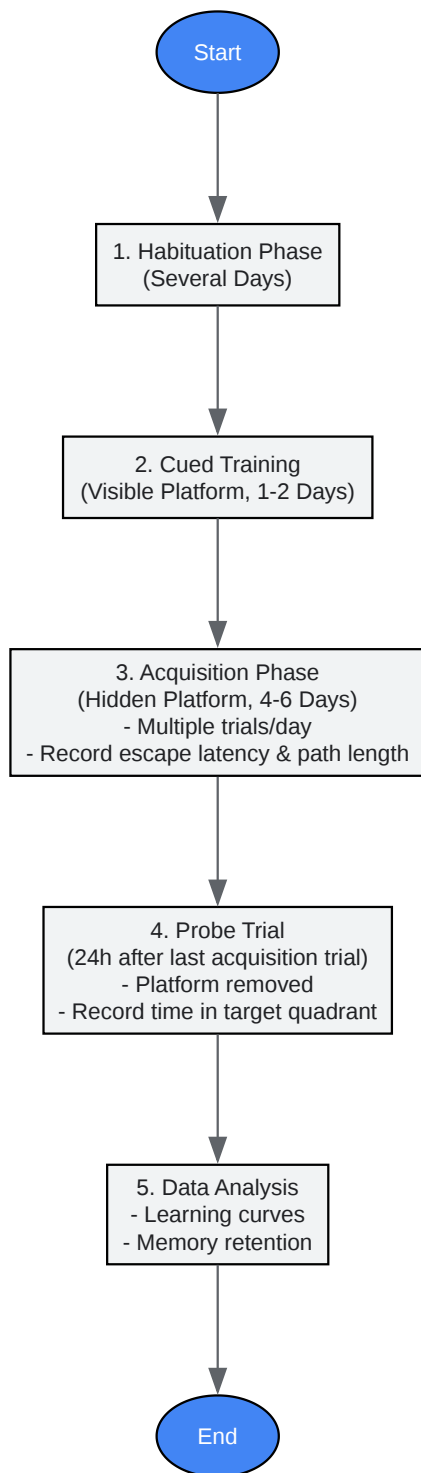 Start
1. Habituation Phase
(Several Days)
2. Cued Training
(Visible Platform, 1-2 Days)
3. Acquisition Phase
(Hidden Platform, 4-6 Days)
- Multiple trials/day
- Record escape latency & path length
4. Probe Trial
(24h after last acquisition trial)
- Platform removed
- Record time in target quadrant
5. Data Analysis
- Learning curves
- Memory retention
End